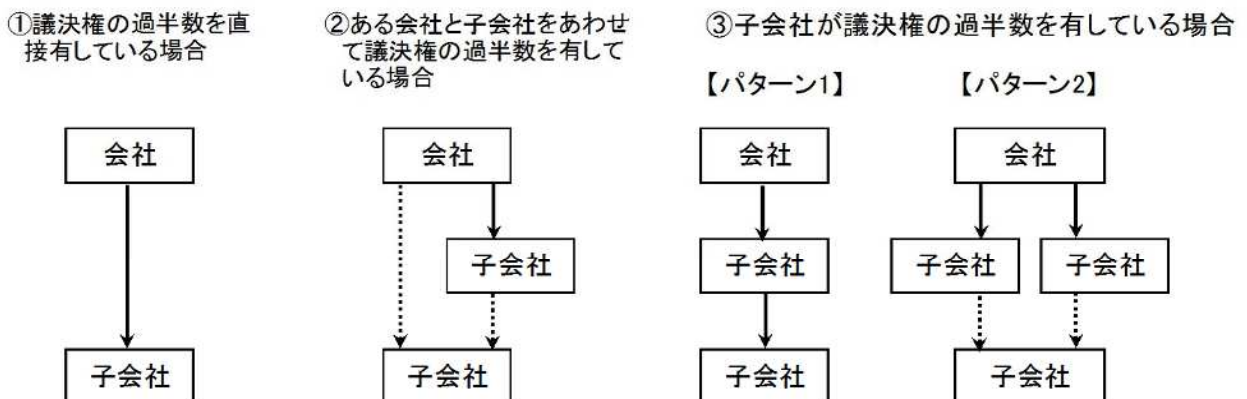 ①議決権の過半数を直
接有している場合
②ある会社と子会社をあわせ
て議決権の過半数を有して
いる場合
③子会社が議決権の過半数を有している場合
【パターン1】
【パターン2】
会社
子会社
会社
子会社
子会社
会社
子会社
子会社
会社
子会社
子会社
子会社